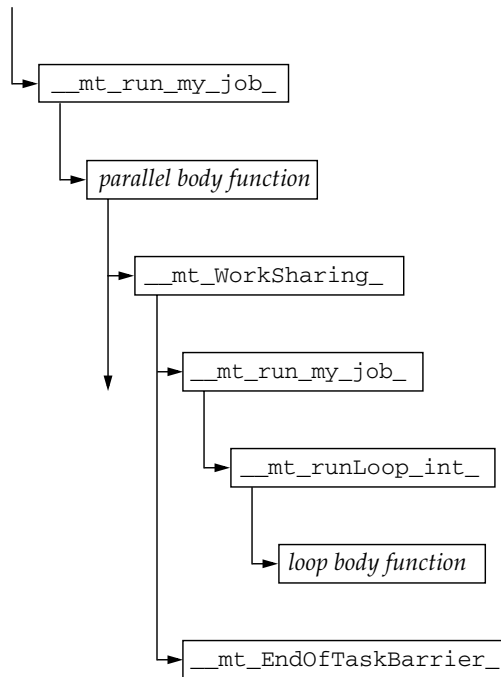 __mt_run_my_job_
parallel body function
__mt_WorkSharing_
__mt_run_my_job_
__mt_runLoop_int_
loop body function
__mt_EndOfTaskBarrier_